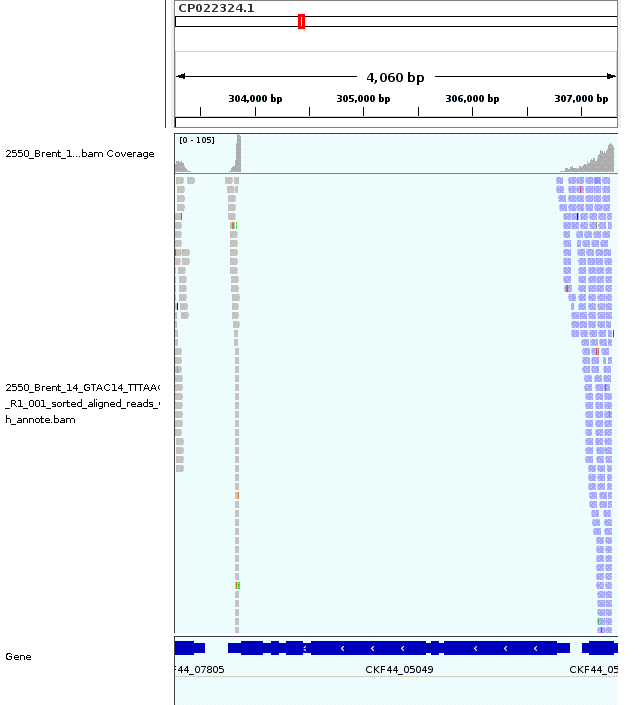 CP022324.1
4,060 bp
304,000 bp 305,000 bp 306,000 bp 307,000 bp
[0 - 105]
2550_Brent_1...bam Coverage
2550_Brent_14_GTAC14_TTTAA
_R1_001_sorted_aligned_reads_
h_annote.bam
Gene
F44_07805 CKF44_05049 CKF44_05